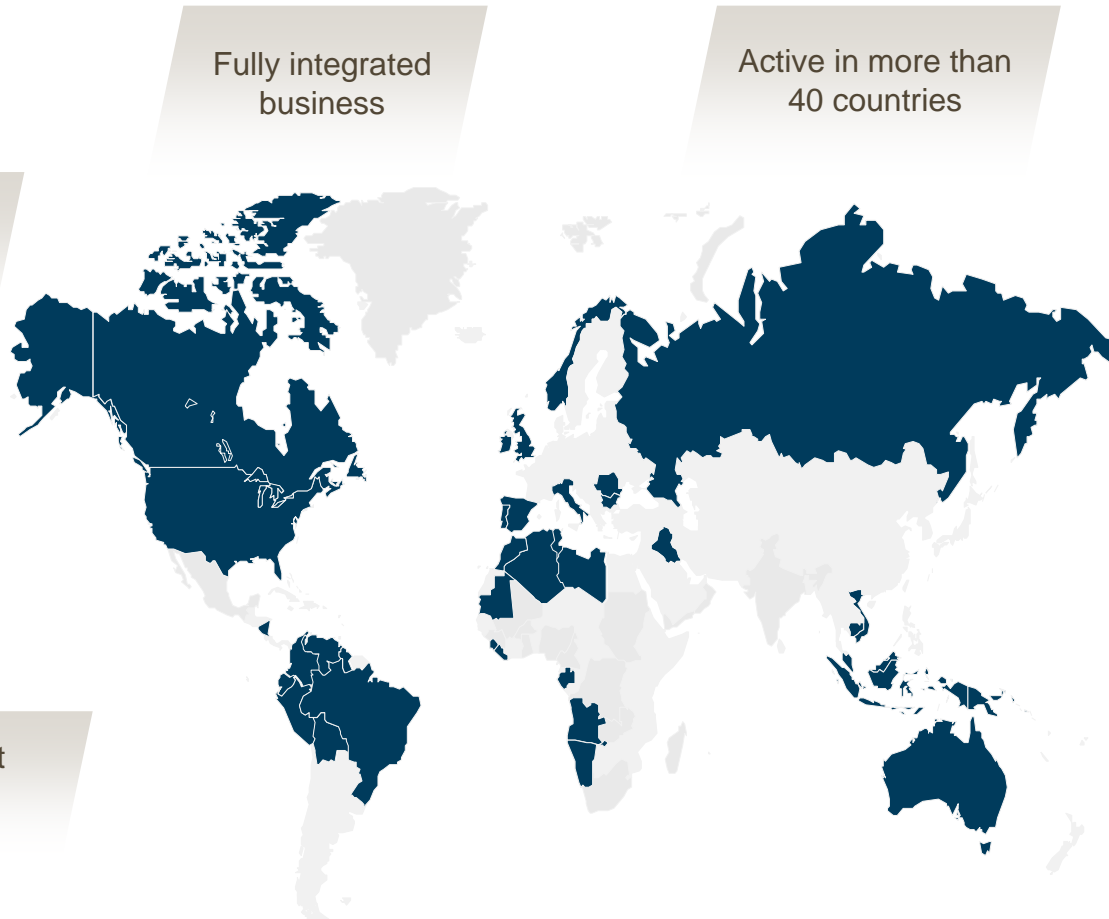 Fully integrated
business
Active in more than
40 countries
t